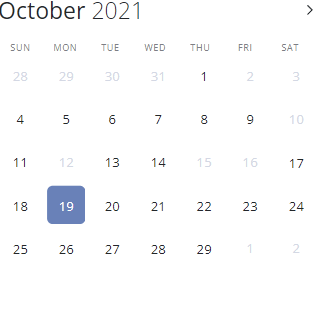 October 2021
SUN MON TUE WED THU FRI SAT
28 29 30 31 1 2 3
4 5 6 7 8 9 10
11 12 13 14 15 16 17
18 19 20 21 22 23 24
25 26 27 28 29 1 2